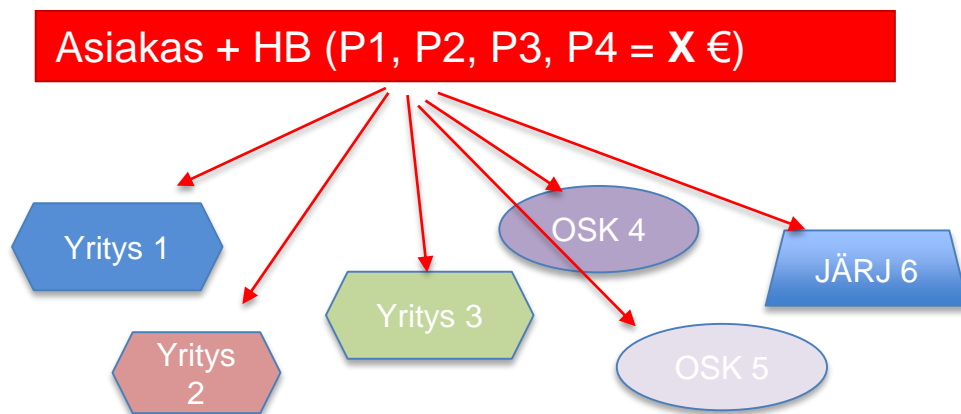 Asiakas + HB (P1, P2, P3, P4 = X €)
Yritys 1
OSK 4
JÄRJ 6
Yritys 3
Yritys
2
OSK 5